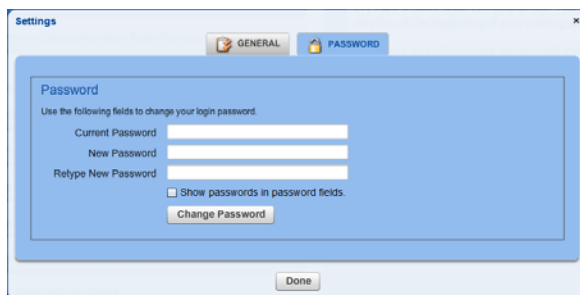 Settings
×
GENERAL
PASSWORD
Password
Use the following fields to change your login password.
Current Password
New Password
Retype New Password
Show passwords in password fields.
Change Password
Done